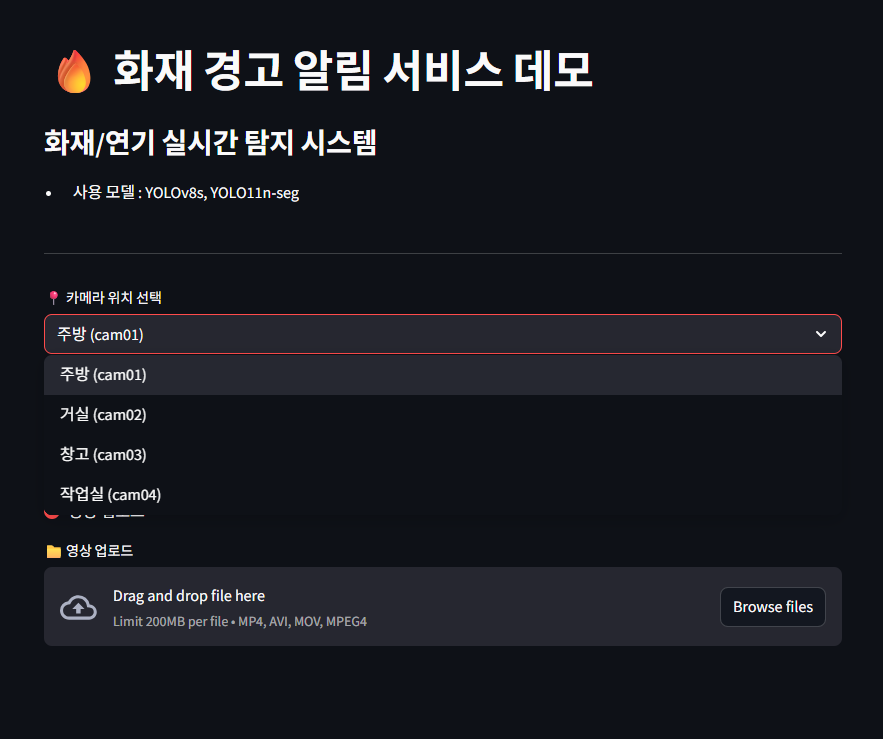 화재 경고 알림 서비스 데모
화재/연기 실시간 탐지 시스템
• 사용 모델 : YOLOv8s, YOLO11n-seg
카메라 위치 선택
주방 (cam01)
주방 (cam01)
거실 (cam02)
창고 (cam03)
작업실 (cam04)
영상 업로드
Drag and drop file here
Limit 200MB per file • MP4, AVI, MOV, MPEG4
Browse files